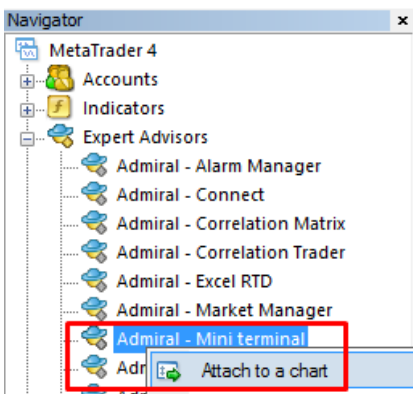 Navigator
x
MetaTrader 4
Accounts
Indicators
Expert Advisors
Admiral - Alarm Manager
Admiral - Connect
Admiral - Correlation Matrix
Admiral - Correlation Trader
Admiral - Excel RTD
Admiral - Market Manager
Admiral - Mini terminal
Attach to a chart